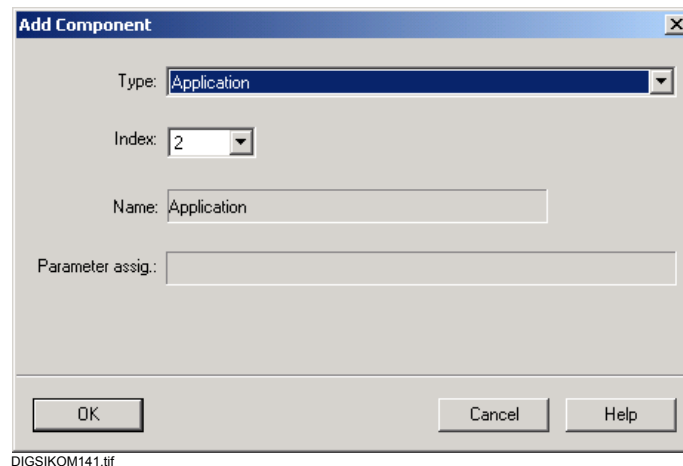 Add Component
Type: Application
Index: 2
Name: Application
Parameter assig.:
OK Cancel Help
DIGSIKOM141.tif